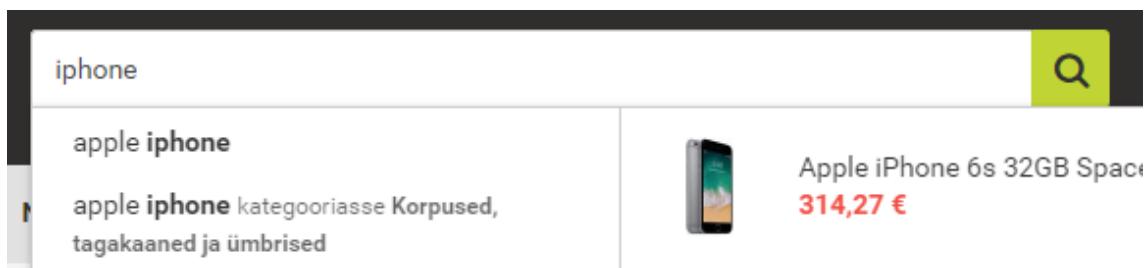 iphone
apple iphone
apple iphone kategooriasse Korpused,
tagakaaned ja ümbrised
Apple iPhone 6s 32GB Space
314,27 €